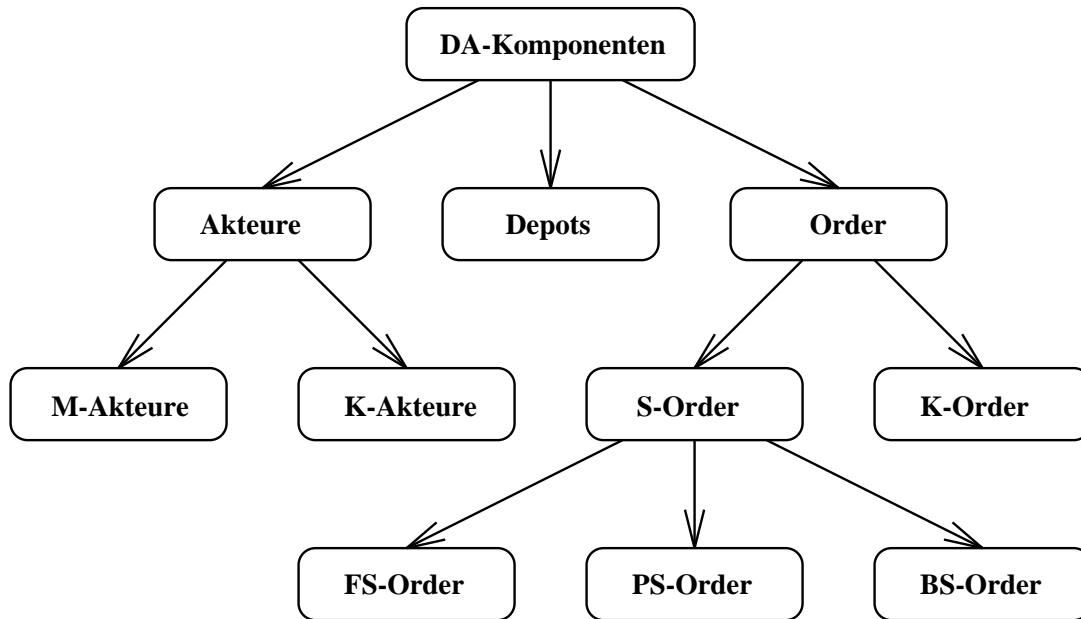 DA-Komponenten
Akteure
Depots
Order
M-Akteure
K-Akteure
S-Order
K-Order
FS-Order
PS-Order
BS-Order